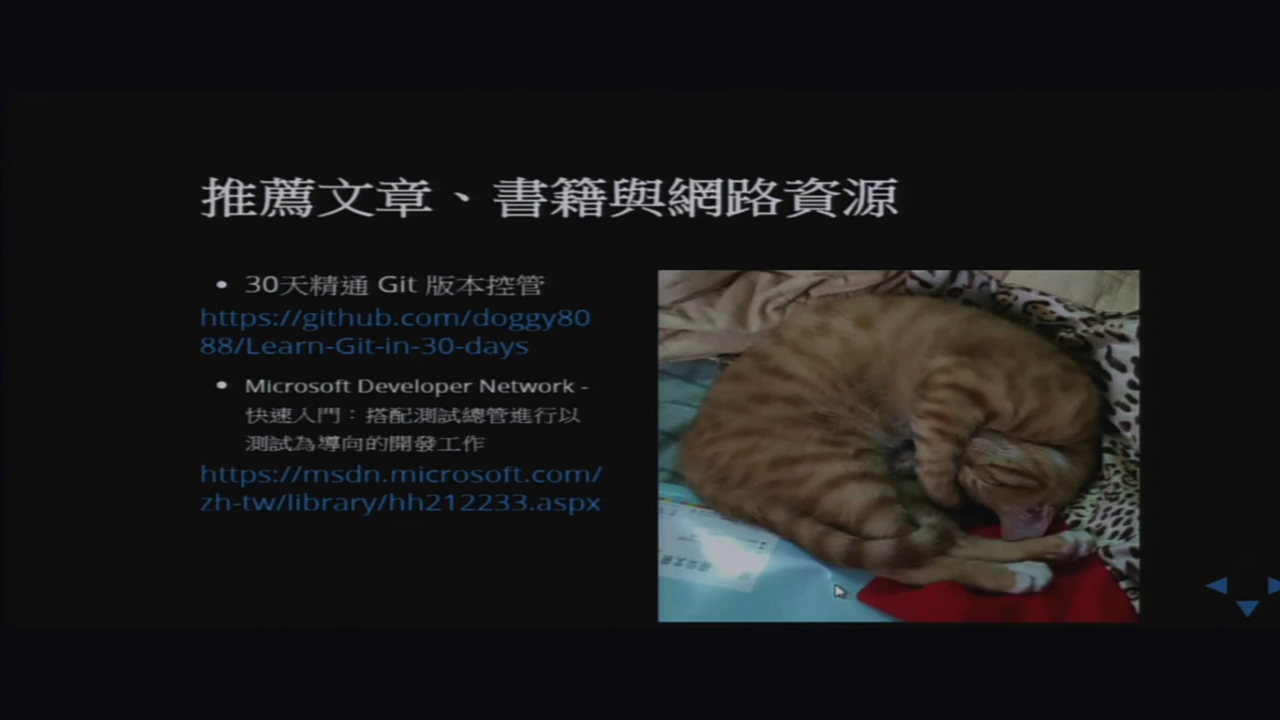 推薦文章、書籍與網路資源
30天精通 Git 版本控管
https://github.com/doggy80
88/Learn-Git-in-30-days
Microsoft Developer Network -
快速入門：搭配測試總管進行以
測試為導向的開發工作
https://msdn.microsoft.com/
zh-tw/library/hh212233.aspx